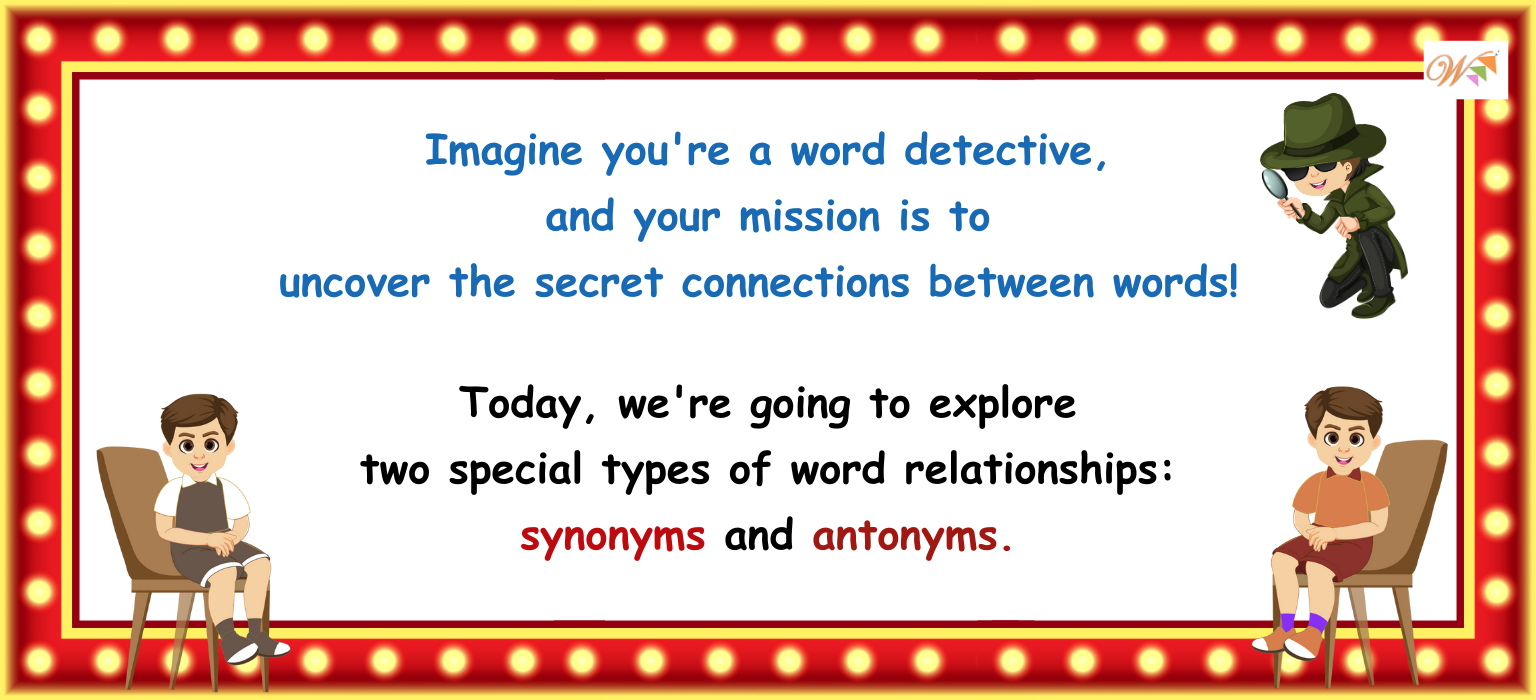 W
Imagine you're a word detective,
and your mission is to
uncover the secret connections between words!
Today, we're going to explore
two special types of word relationships:
synonyms and antonyms.